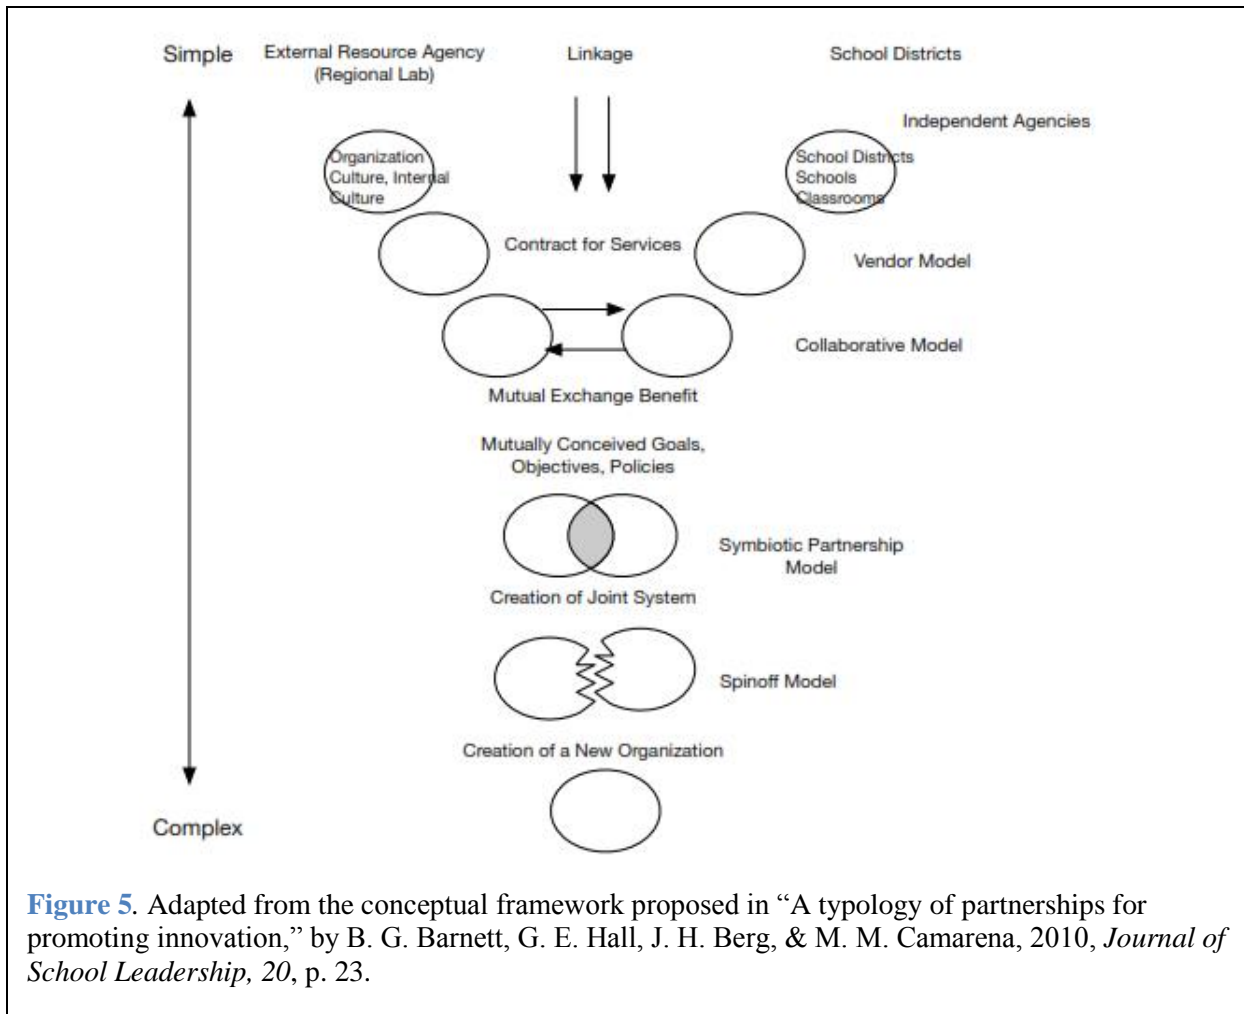 Simple
External Resource Agency
(Regional Lab)
Linkage
School Districts
Independent Agencies
Organization
Culture, Internal
Culture
School Districts
Schools
Classrooms
Contract for Services
Vendor Model
Collaborative Model
Mutual Exchange Benefit
Mutually Conceived Goals,
Objectives, Policies
Symbiotic Partnership
Model
Creation of Joint System
Spinoff Model
Creation of a New Organization
Complex
Figure 5. Adapted from the conceptual framework proposed in “A typology of partnerships for
promoting innovation,” by B. G. Barnett, G. E. Hall, J. H. Berg, & M. M. Camarena, 2010, Journal of
School Leadership, 20, p. 23.